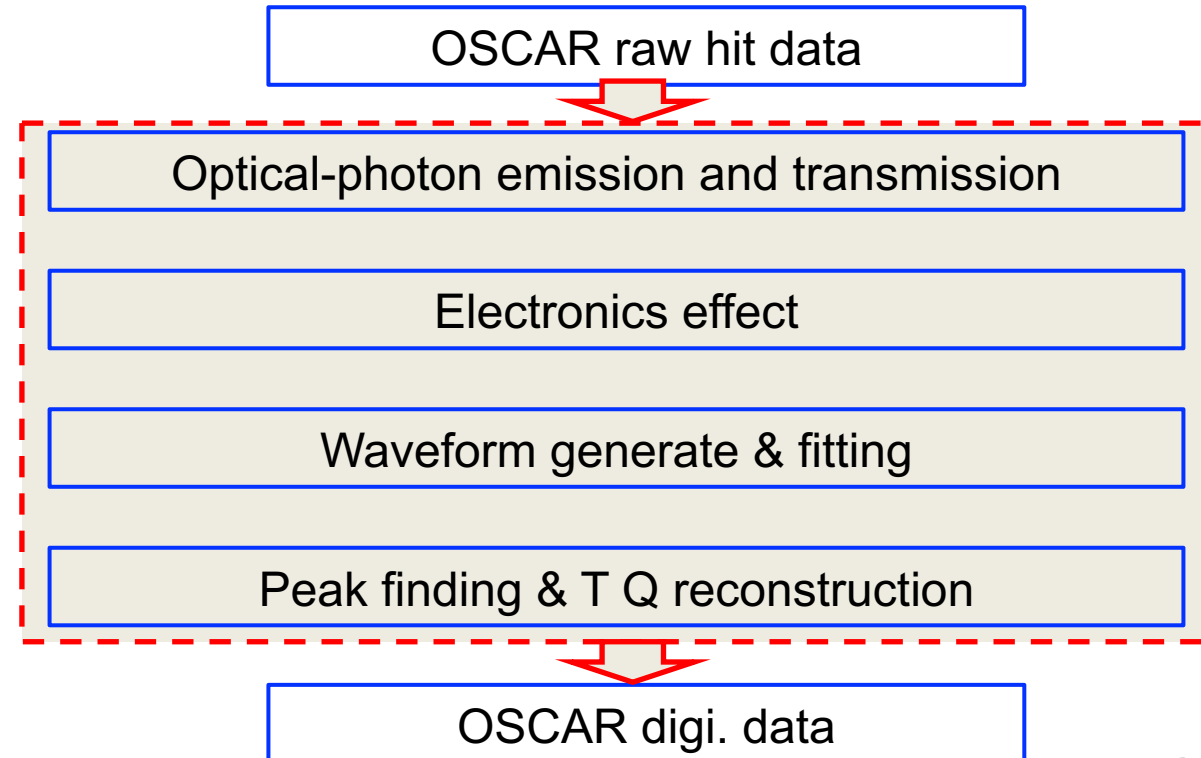 OSCAR raw hit data
Optical-photon emission and transmission
Electronics effect
Waveform generate & fitting
Peak finding & T Q reconstruction
OSCAR digi. data